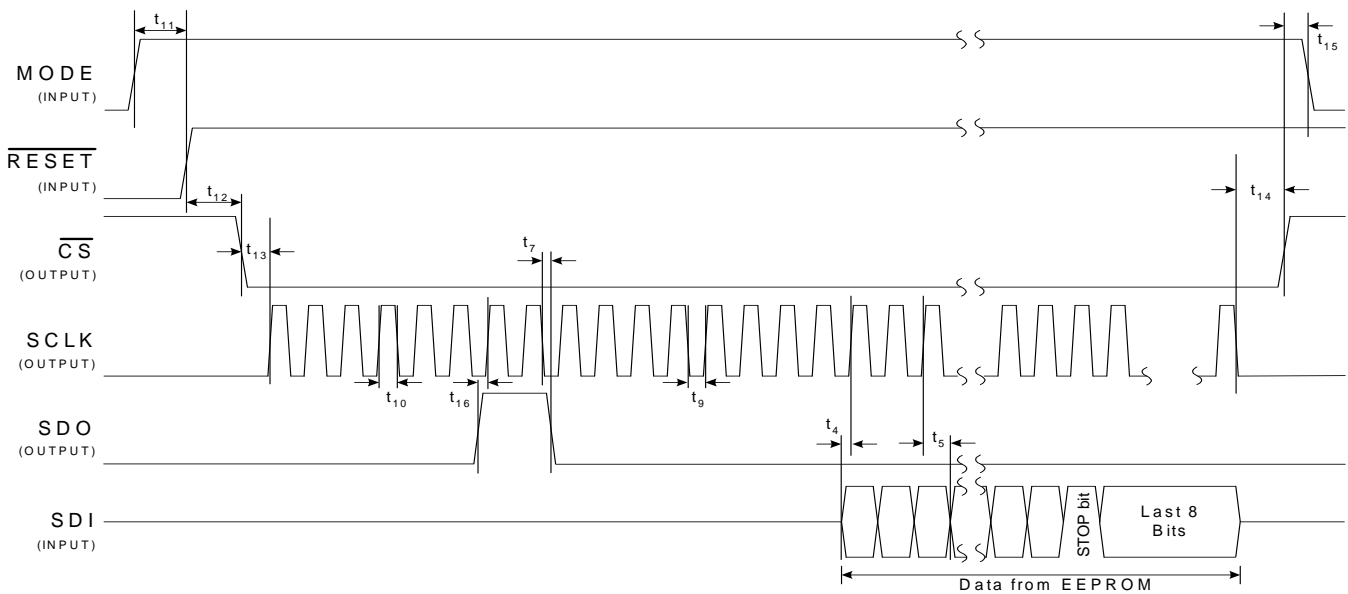 t11
t15
MODE
(INPUT)
RESET
(INPUT)
t12
t14
CS
(OUTPUT)
t13
t7
SCLK
(OUTPUT)
t10
t16
t9
SDO
(OUTPUT)
t4
t5
SDI
(INPUT)
STOP bit
Last 8
Bits
Data from EEPROM